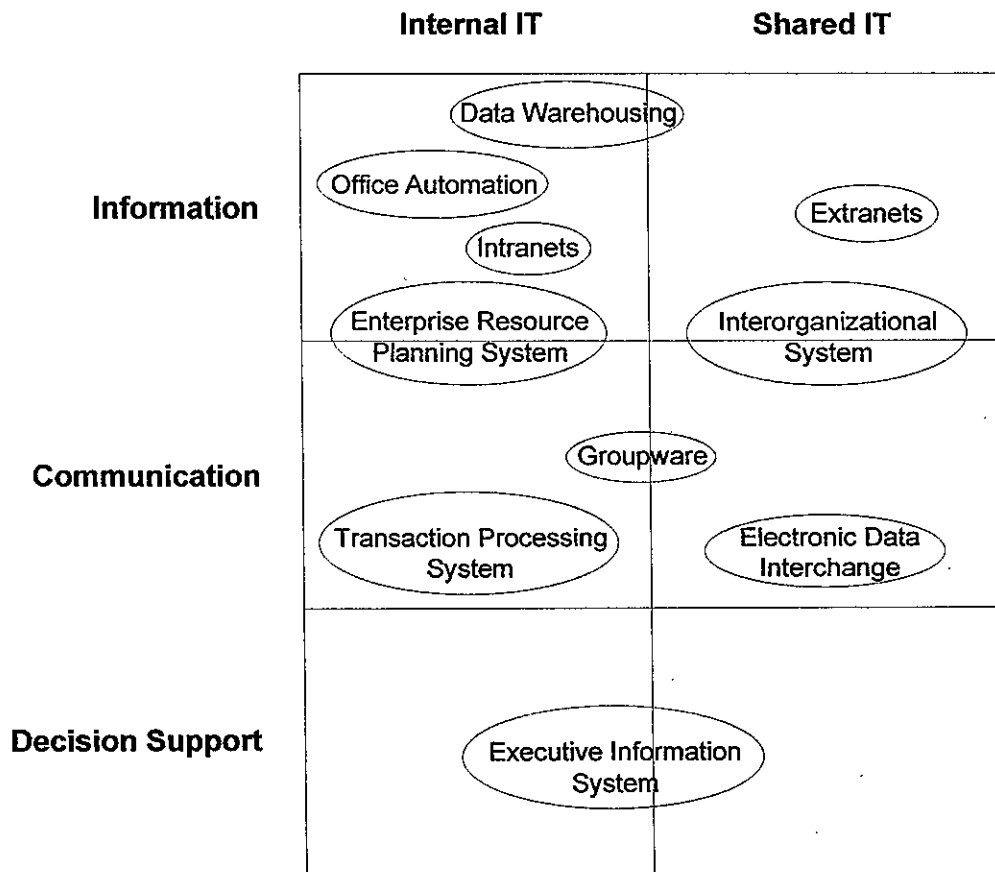 Internal IT
Shared IT
Data Warehousing
Office Automation
Information
Extranets
Intranets
Enterprise Resource
Planning System
Interorganizational
System
Groupware
Communication
Transaction Processing
System
Electronic Data
Interchange
Decision Support
Executive Information
System